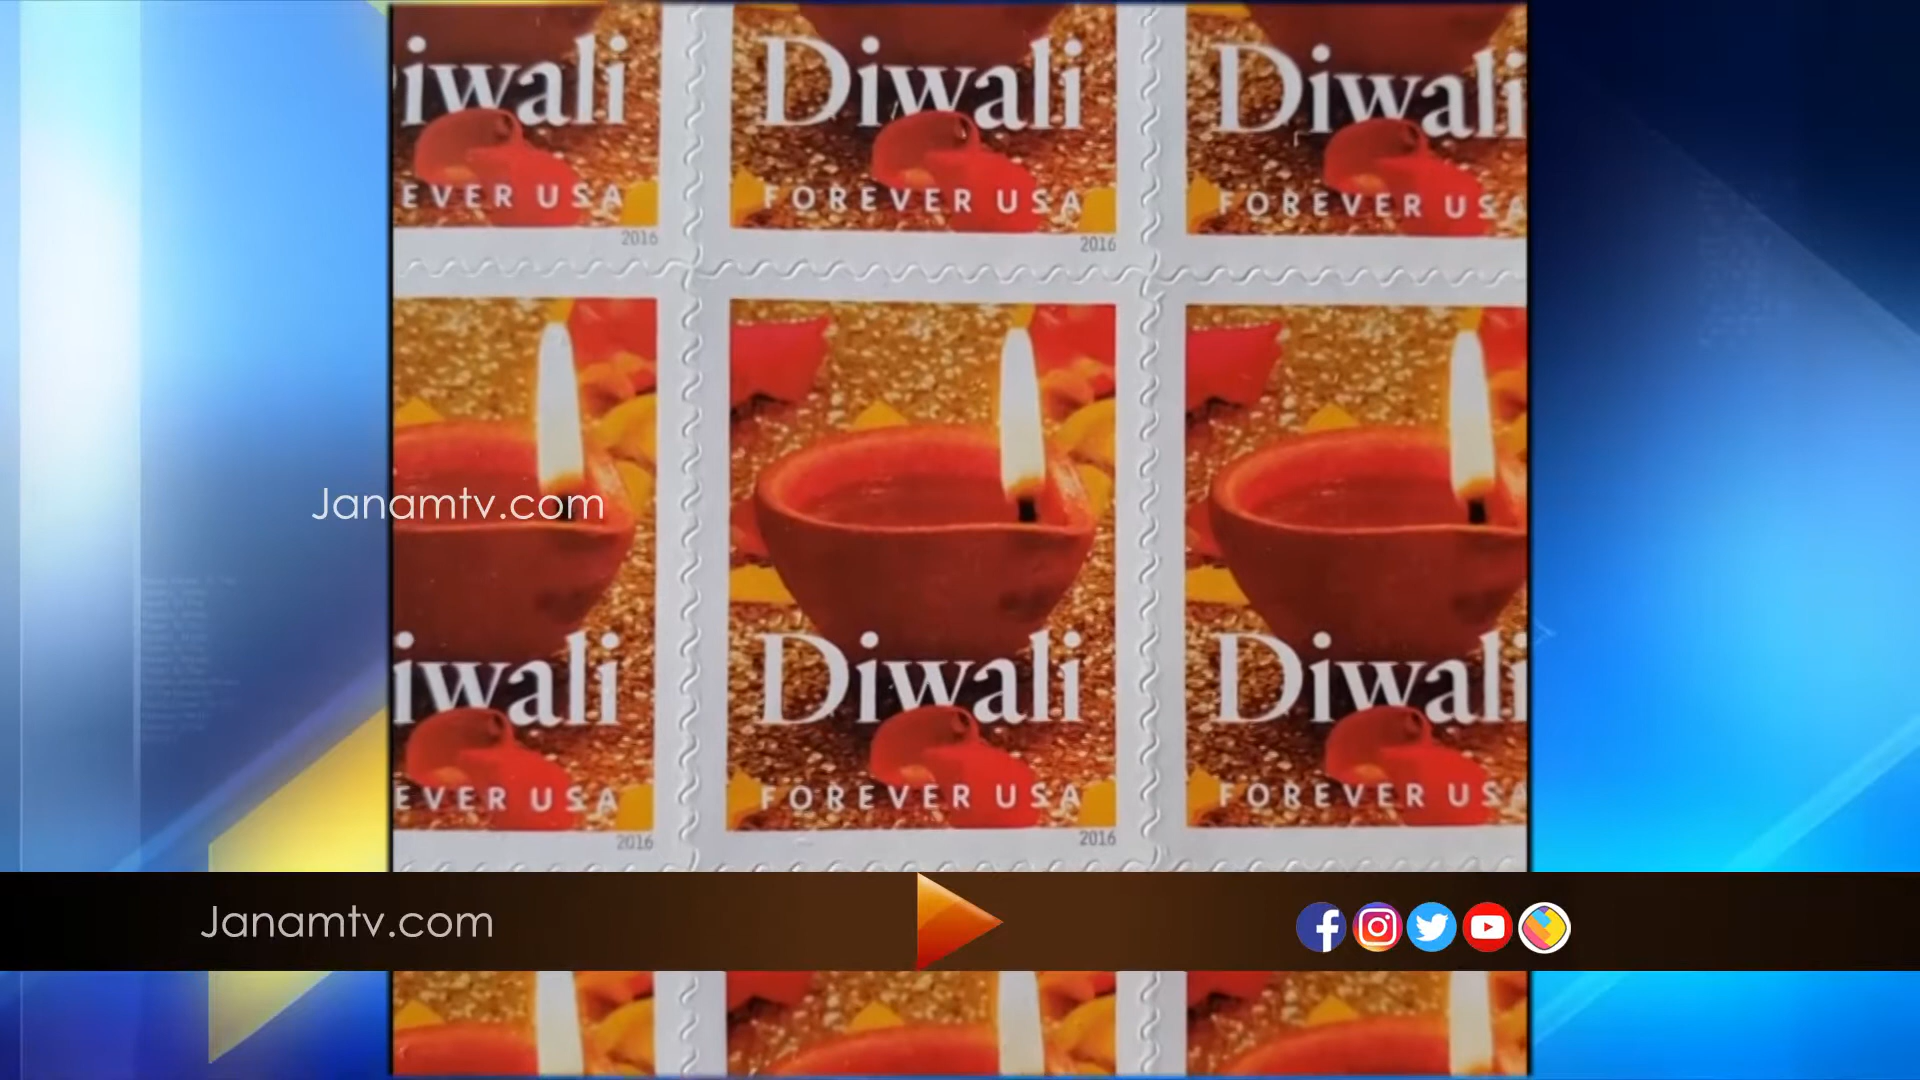 iwali
Diwali
Diwali
EVER USA
FOREVER USA
FOREVER USA
2016
2016
Janamtv.com
iwali
Diwali
Diwali
EVER USA
FOREVER USA
FOREVER USA
2016
2016
Janamtv.com